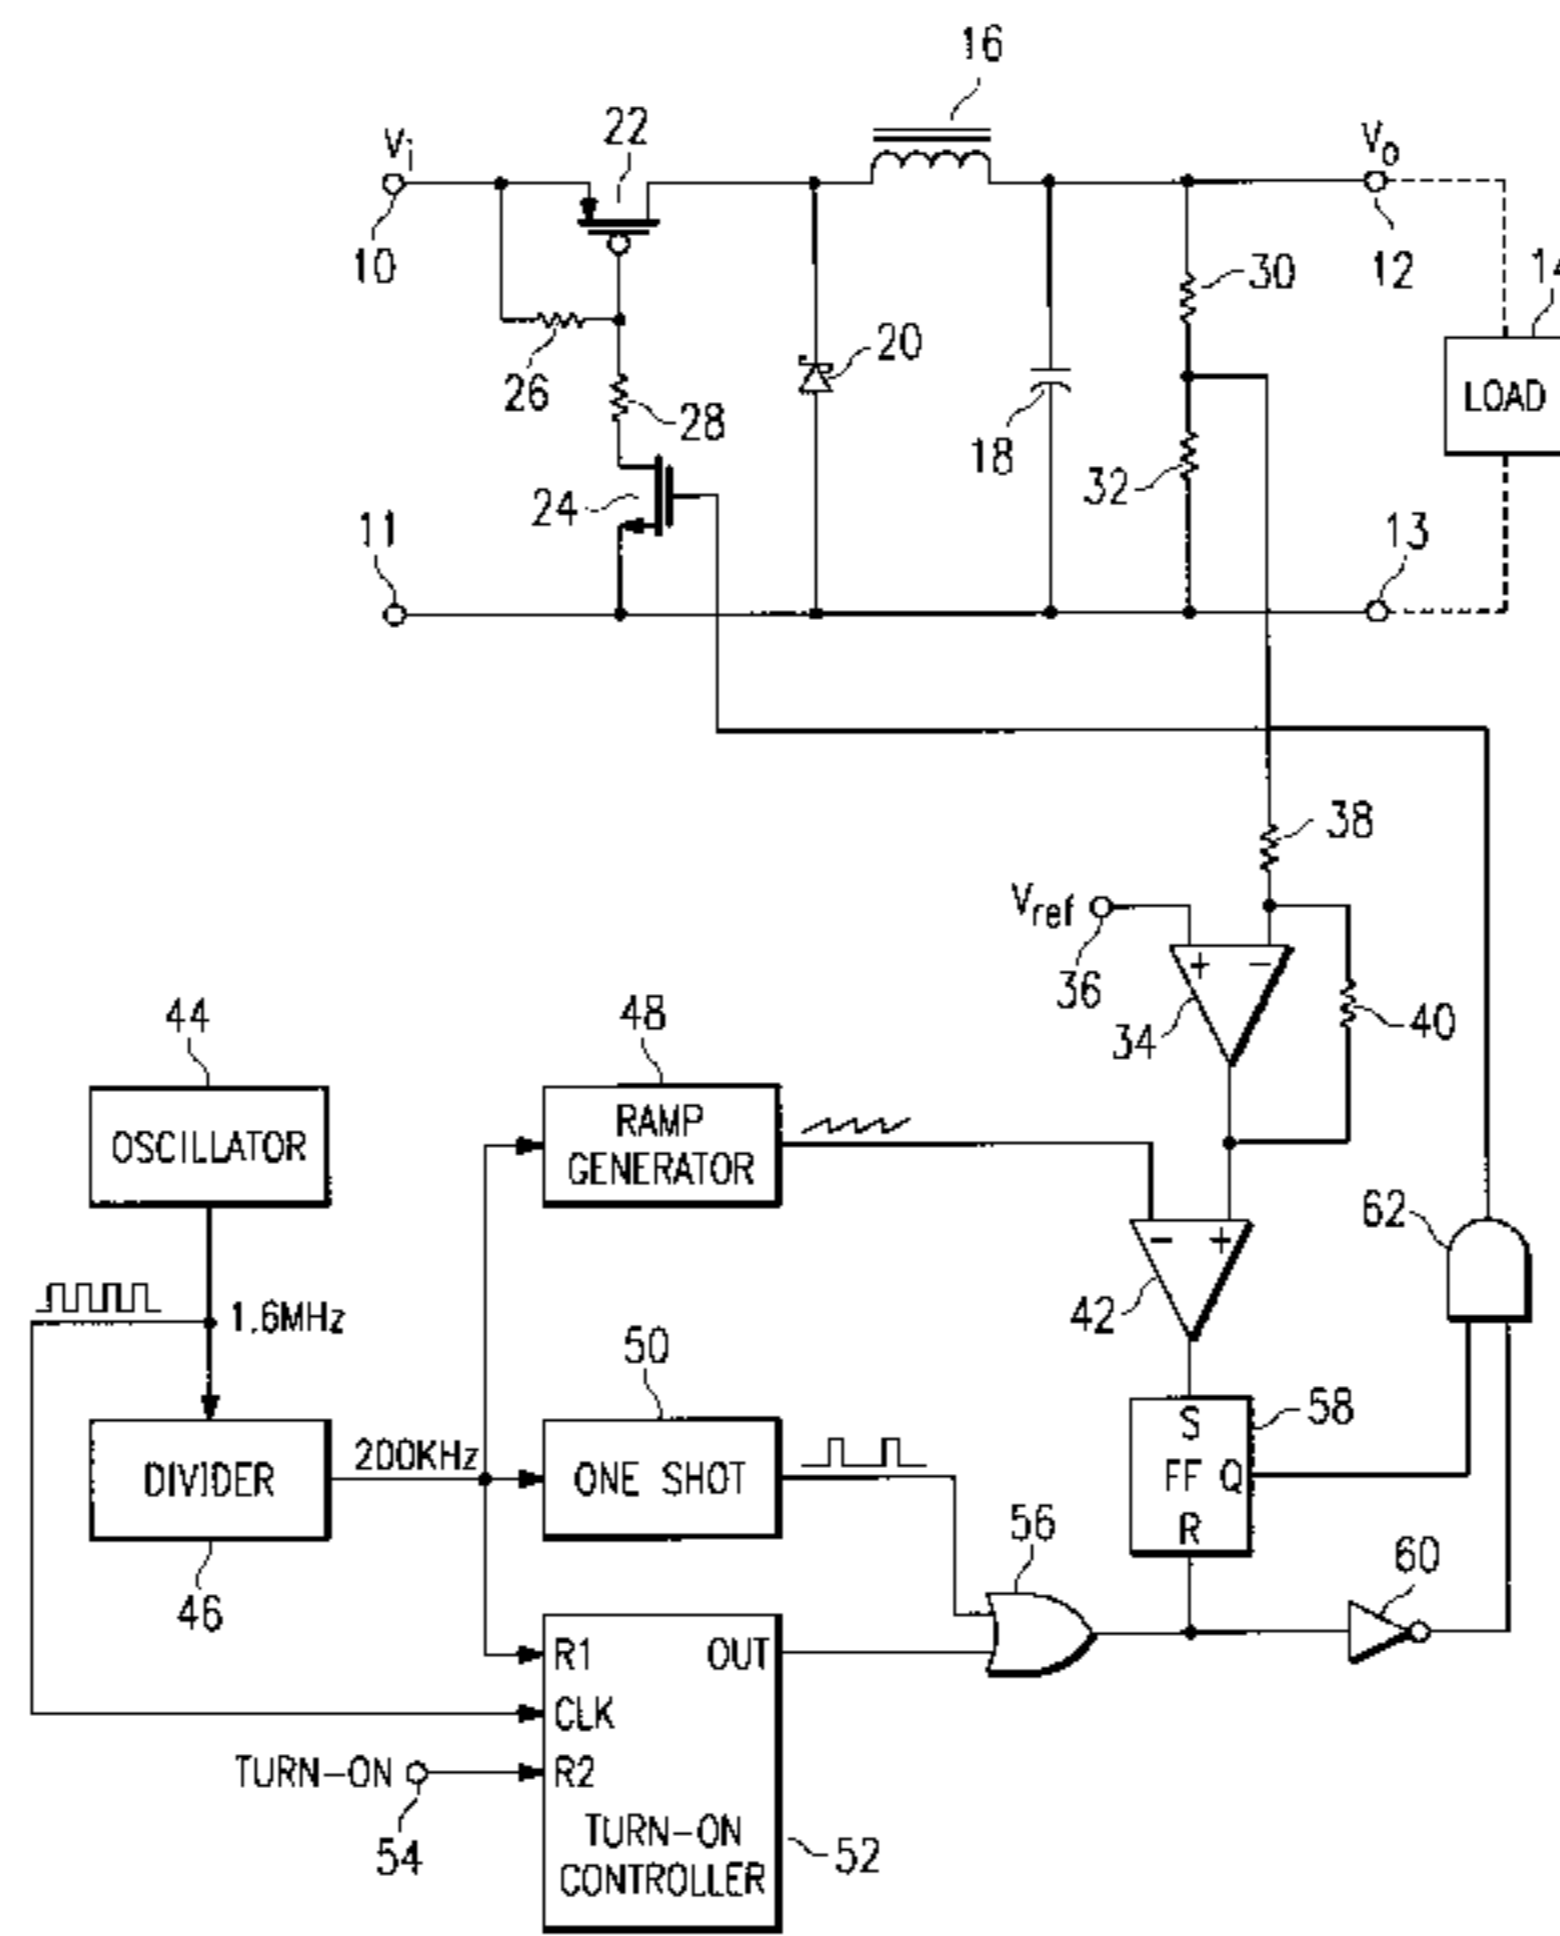 16
22
Vi
Vo
10
12
30
14
20
26
LOAD
28
18
32
24
11
13
38
Vref
36
34
40
44
48
OSCILLATOR
RAMP
GENERATOR
+ −
− +
62
42
1.6MHz
50
58
S
DIVIDER
200KHz
ONE SHOT
FF Q
R
56
60
46
R1 OUT
CLK
TURN-ON
R2
54
TURN-ON
CONTROLLER
52